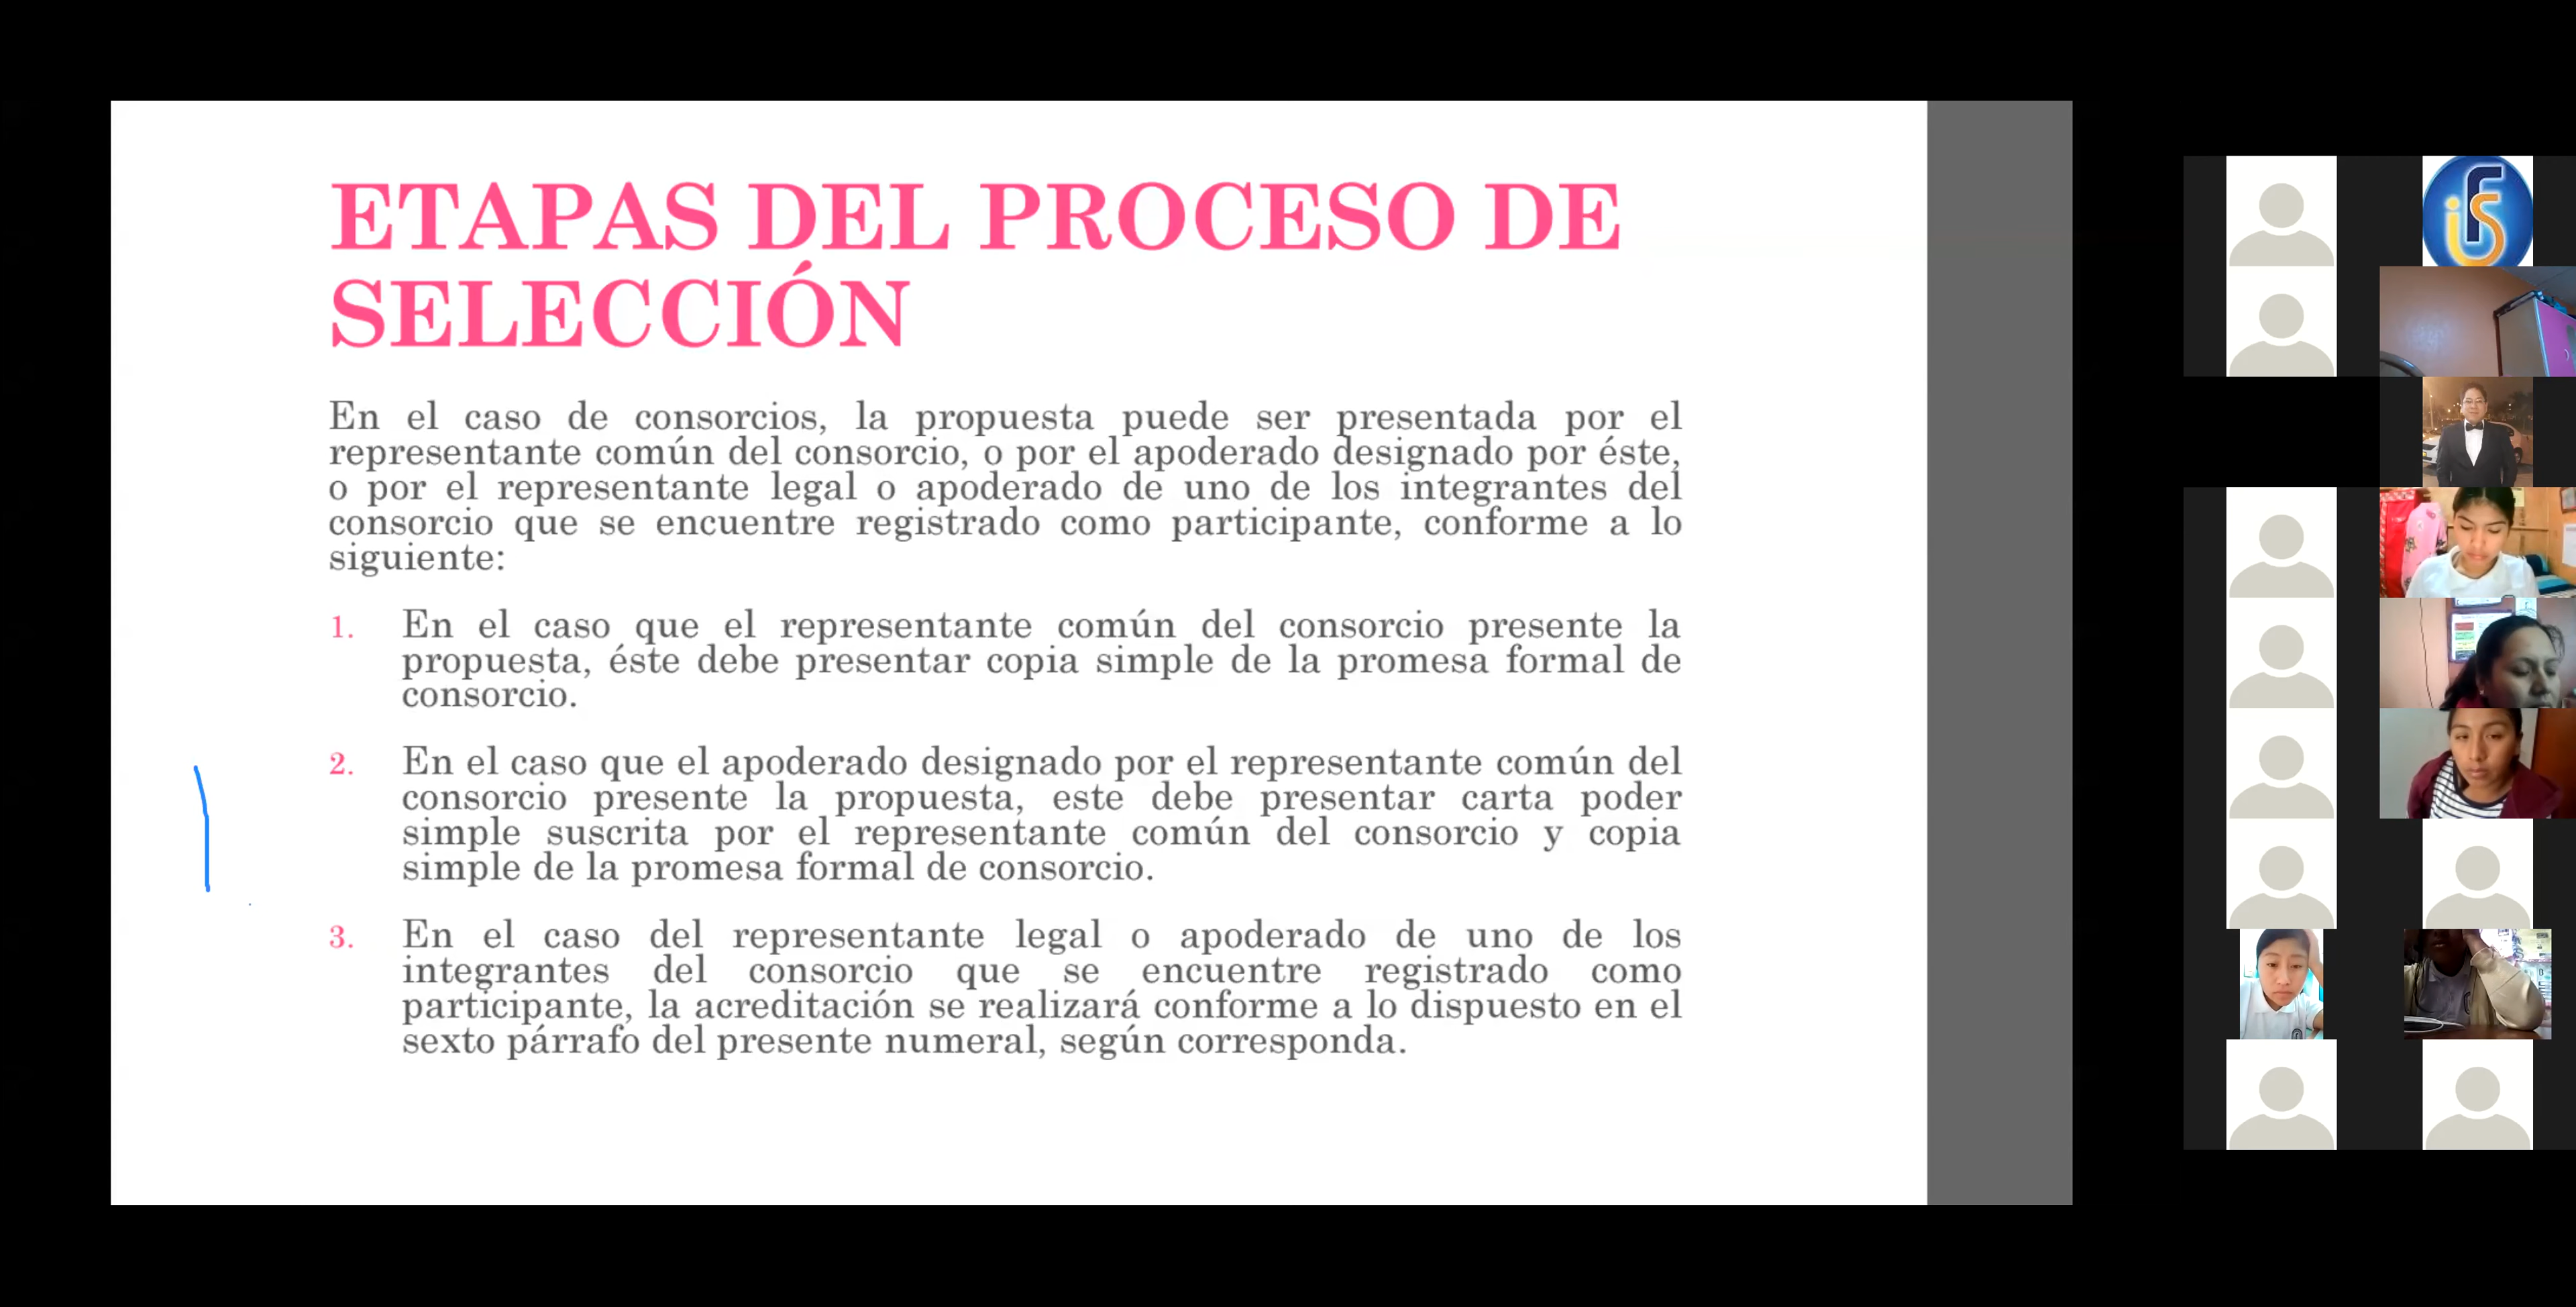 ETAPAS DEL PROCESO DE
SELECCIÓN
En el caso de consorcios, la propuesta puede ser presentada por el
representante común del consorcio, o por el apoderado designado por éste,
o por el representante legal o apoderado de uno de los integrantes del
consorcio que se encuentre registrado como participante, conforme a lo
siguiente:
1. En el caso que el representante común del consorcio presente la
propuesta, éste debe presentar copia simple de la promesa formal de
consorcio.
2. En el caso que el apoderado designado por el representante común del
consorcio presente la propuesta, este debe presentar carta poder
simple suscrita por el representante común del consorcio y copia
simple de la promesa formal de consorcio.
3. En el caso del representante legal o apoderado de uno de los
integrantes del consorcio que se encuentre registrado como
participante, la acreditación se realizará conforme a lo dispuesto en el
sexto párrafo del presente numeral, según corresponda.